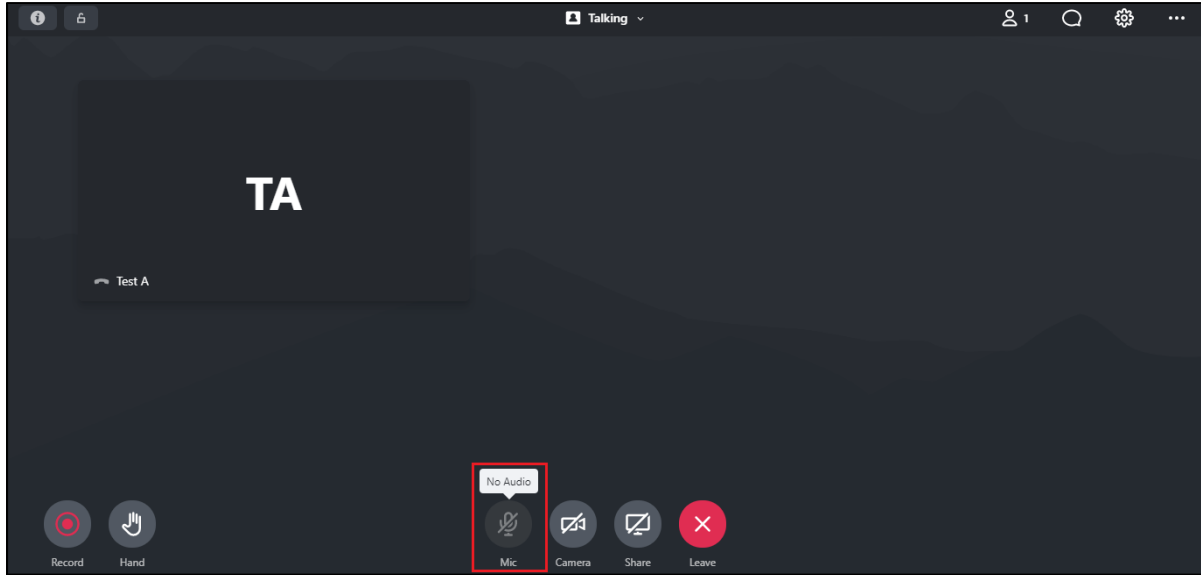 Talking
1
TA
Test A
No Audio
Record
Hand
Mic
Camera
Share
Leave